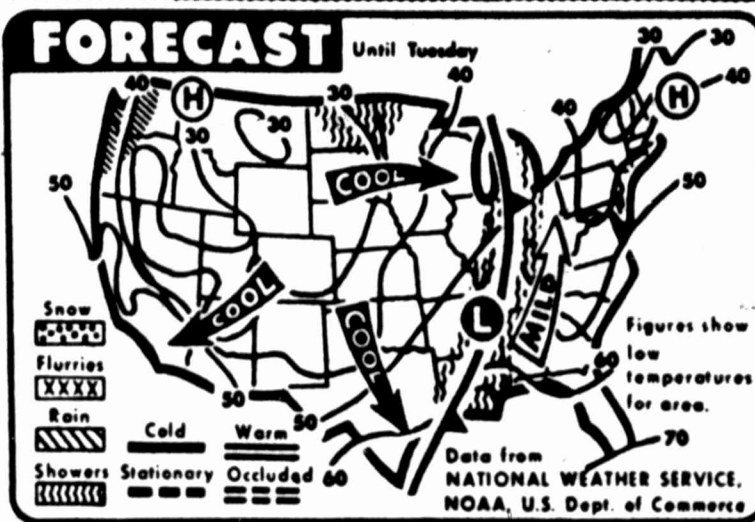 FORECAST
Until Tuesday
30
30
40
H
30
40
H
40
30
30
40
50
50
COOL
COOL
COOL
MILD
L
Snow
Flurries
XXXX
Rain
Showers
Cold
Warm
Stationary
Occluded
50
50
60
60
70
Figures show
low
temperatures
for area.
Data from
NATIONAL WEATHER SERVICE,
NOAA, U.S. Dept. of Commerce